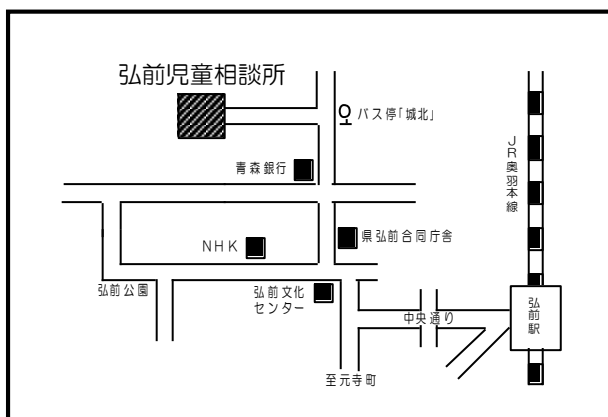 弘前児童相談所
バス停「城北」
青森銀行
JR奥羽本線
NHK
県弘前合同庁舎
弘前公園
弘前文化
センター
中央通り
弘前駅
至元寺町